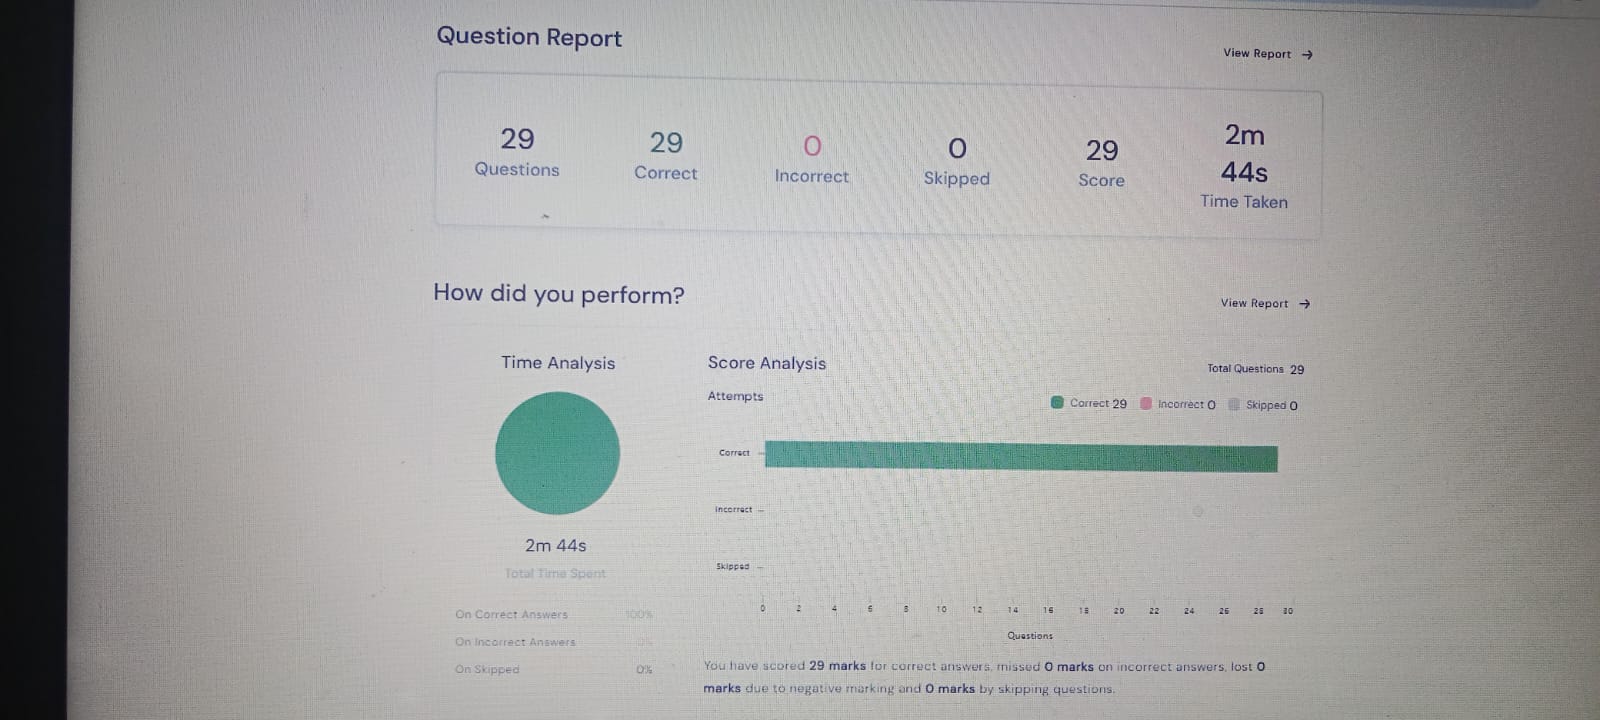 Question Report
View Report →
29 Questions
29 Correct
0 Incorrect
0 Skipped
29 Score
2m 44s Time Taken
How did you perform?
View Report →
Time Analysis
2m 44s
Total Time Spent
On Correct Answers 100%
On Incorrect Answers 0%
On Skipped 0%
Score Analysis
Total Questions 29
Attempts
Correct 29 Incorrect 0 Skipped 0
Correct
Incorrect
Skipped
0 2 4 6 8 10 12 14 16 18 20 22 24 26 28 30
Questions
You have scored 29 marks for correct answers, missed 0 marks on incorrect answers, lost 0
marks due to negative marking and 0 marks by skipping questions.